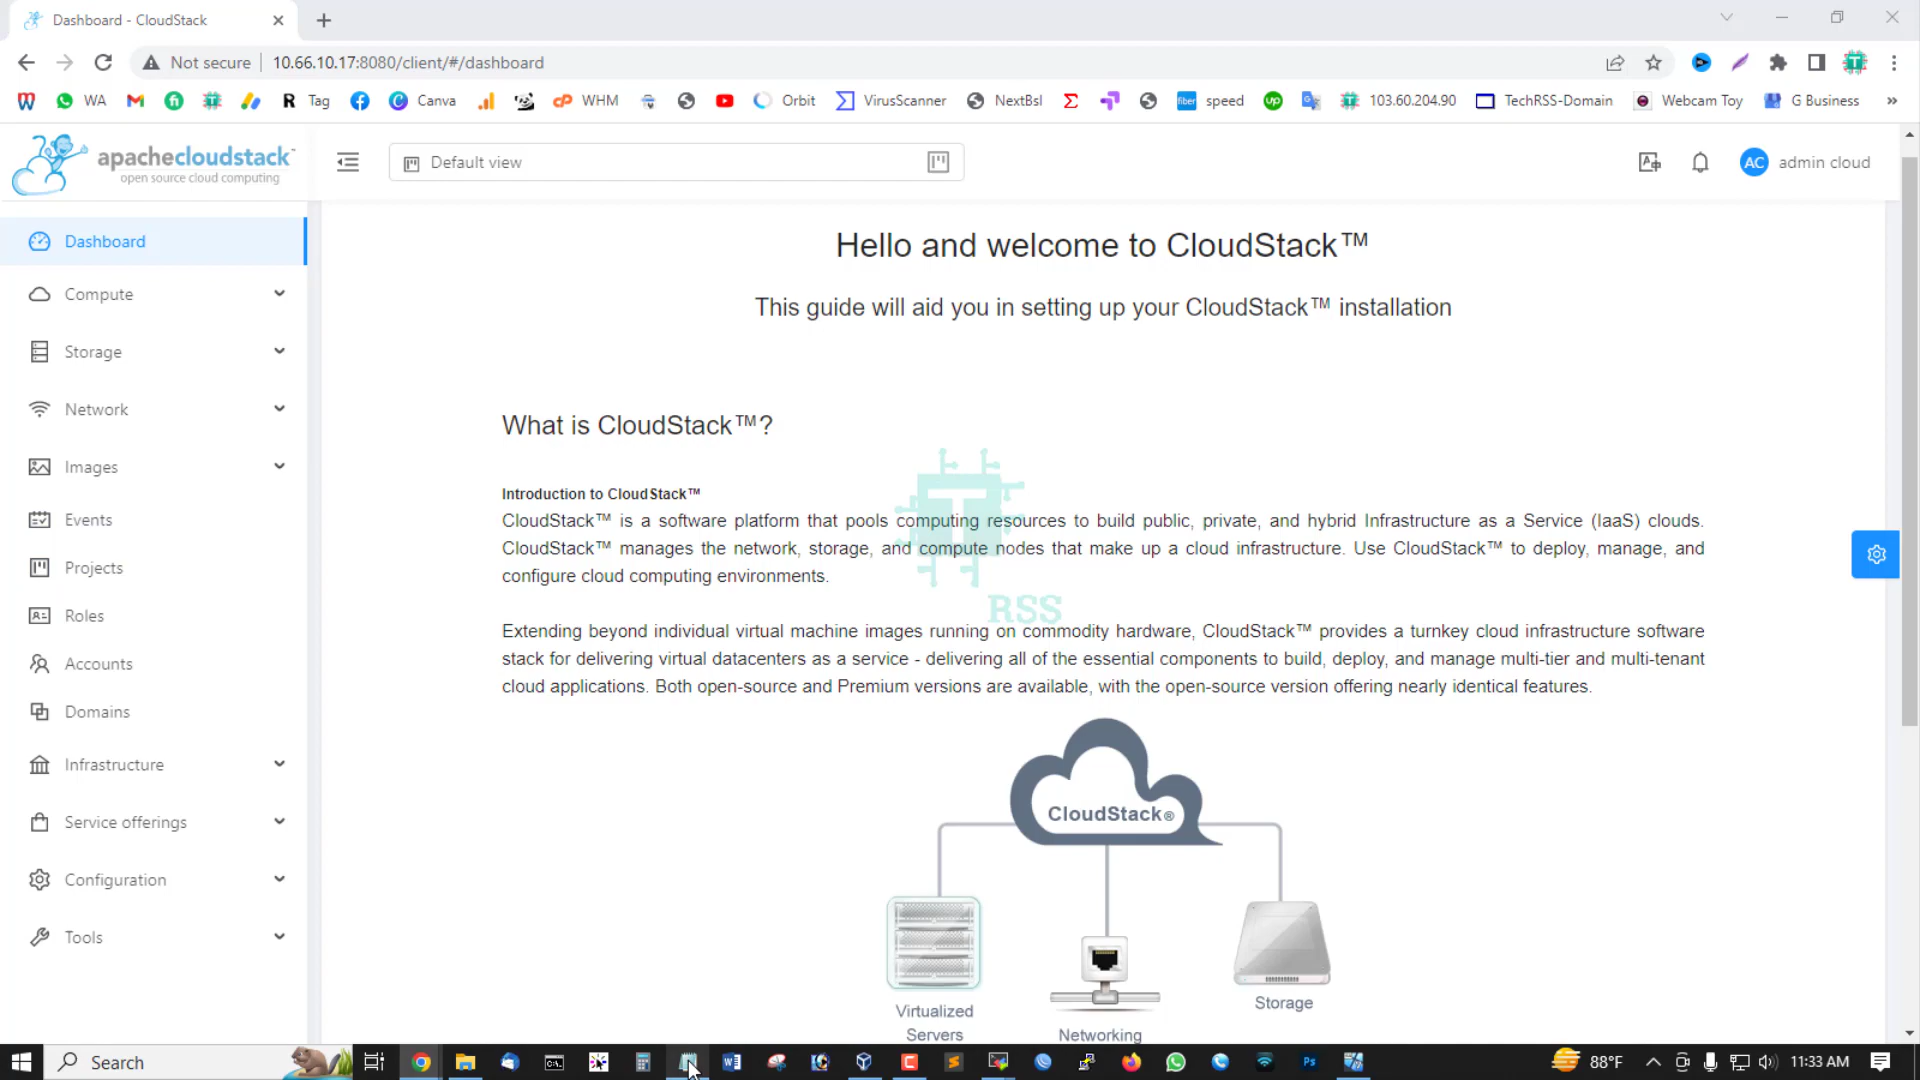 Dashboard - CloudStack
Not secure
10.66.10.17:8080/client/#/dashboard
WA
Tag
Canva
WHM
Orbit
VirusScanner
NextBsl
speed
103.60.204.90
TechRSS-Domain
Webcam Toy
G Business
apachecloudstack™
open source cloud computing
Default view
AC
admin cloud
Dashboard
Compute
Storage
Network
Images
Events
Projects
Roles
Accounts
Domains
Infrastructure
Service offerings
Configuration
Tools
Hello and welcome to CloudStack™
This guide will aid you in setting up your CloudStack™ installation
What is CloudStack™?
Introduction to CloudStack™
CloudStack™ is a software platform that pools computing resources to build public, private, and hybrid Infrastructure as a Service (IaaS) clouds.
CloudStack™ manages the network, storage, and compute nodes that make up a cloud infrastructure. Use CloudStack™ to deploy, manage, and
configure cloud computing environments.
T
RSS
Extending beyond individual virtual machine images running on commodity hardware, CloudStack™ provides a turnkey cloud infrastructure software
stack for delivering virtual datacenters as a service - delivering all of the essential components to build, deploy, and manage multi-tier and multi-tenant
cloud applications. Both open-source and Premium versions are available, with the open-source version offering nearly identical features.
CloudStack®
Virtualized
Servers
Networking
Storage
Search
88°F
11:33 AM